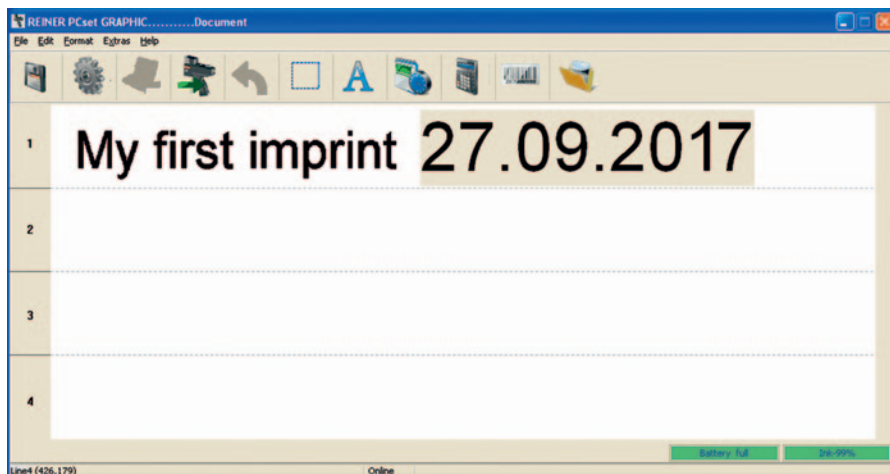 REINER PCset GRAPHIC...........Document
File Edit Format Extras Help
A
1 My first imprint 27.09.2017
2
3
4
Battery full Ink-99%
Line4 (426,179) Online